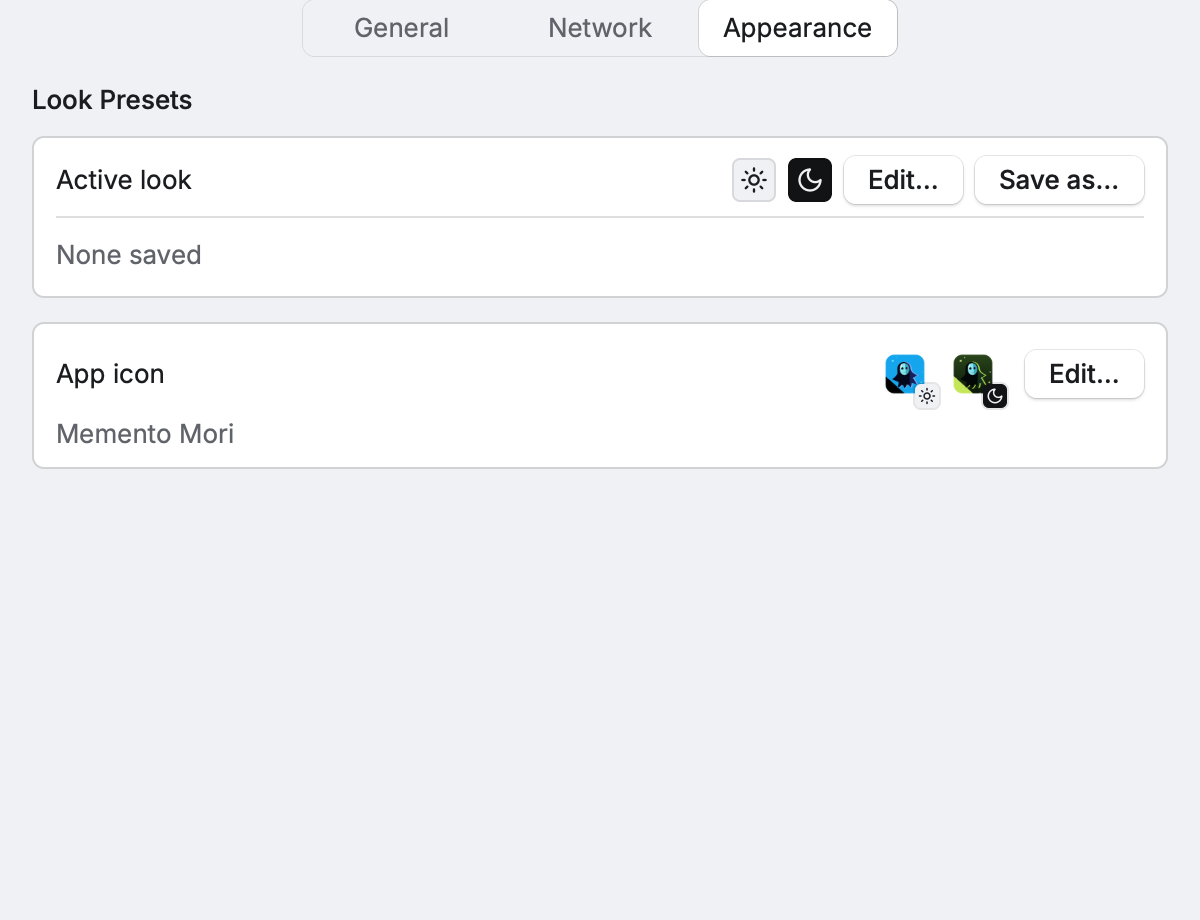 General
Network
Appearance
Look Presets
Active look
Edit...
Save as...
None saved
App icon
Edit...
Memento Mori